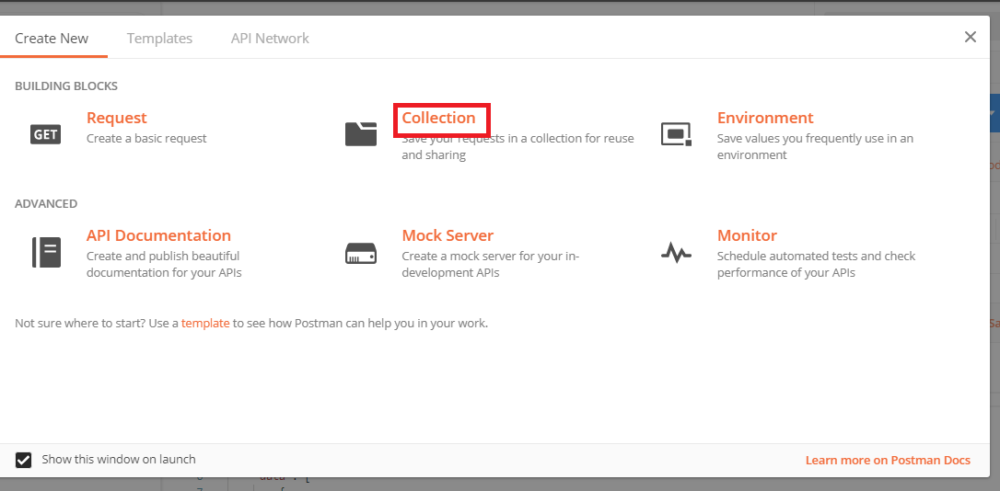 Create New Templates API Network
BUILDING BLOCKS
GET
Request
Create a basic request
Collection
Save your requests in a collection for reuse
and sharing
Environment
Save values you frequently use in an
environment
ADVANCED
API Documentation
Create and publish beautiful
documentation for your APIs
Mock Server
Create a mock server for your in-
development APIs
Monitor
Schedule automated tests and check
performance of your APIs
Not sure where to start? Use a template to see how Postman can help you in your work.
Show this window on launch
Learn more on Postman Docs